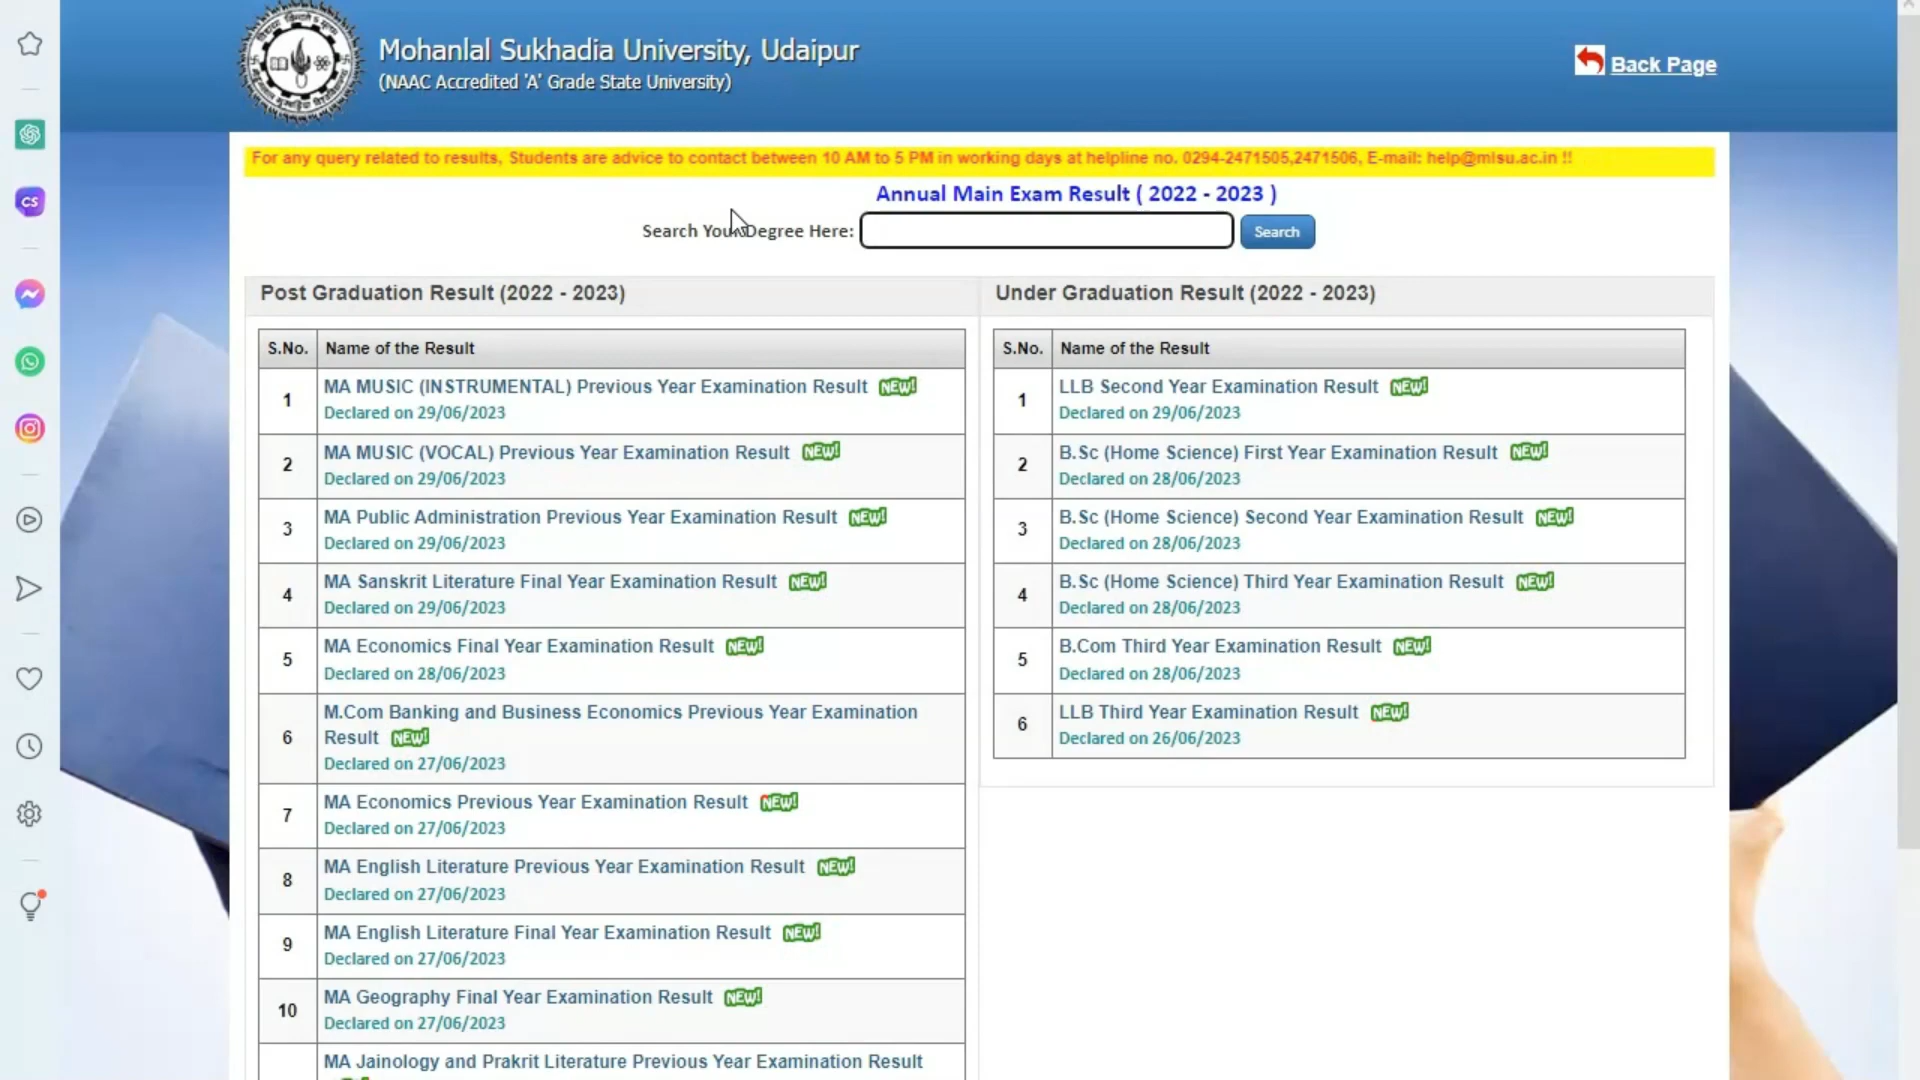 Mohanlal Sukhadia University, Udaipur
(NAAC Accredited 'A' Grade State University)
Back Page
For any query related to results, Students are advice to contact between 10 AM to 5 PM in working days at helpline no. 0294-2471505,2471506, E-mail: help@mlsu.ac.in !!
Annual Main Exam Result ( 2022 - 2023 )
Search Your Degree Here:
Search
Post Graduation Result (2022 - 2023)
S.No. Name of the Result
1 MA MUSIC (INSTRUMENTAL) Previous Year Examination Result NEW!
Declared on 29/06/2023
2 MA MUSIC (VOCAL) Previous Year Examination Result NEW!
Declared on 29/06/2023
3 MA Public Administration Previous Year Examination Result NEW!
Declared on 29/06/2023
4 MA Sanskrit Literature Final Year Examination Result NEW!
Declared on 29/06/2023
5 MA Economics Final Year Examination Result NEW!
Declared on 28/06/2023
6 M.Com Banking and Business Economics Previous Year Examination
Result NEW!
Declared on 27/06/2023
7 MA Economics Previous Year Examination Result NEW!
Declared on 27/06/2023
8 MA English Literature Previous Year Examination Result NEW!
Declared on 27/06/2023
9 MA English Literature Final Year Examination Result NEW!
Declared on 27/06/2023
10 MA Geography Final Year Examination Result NEW!
Declared on 27/06/2023
MA Jainology and Prakrit Literature Previous Year Examination Result
Under Graduation Result (2022 - 2023)
S.No. Name of the Result
1 LLB Second Year Examination Result NEW!
Declared on 29/06/2023
2 B.Sc (Home Science) First Year Examination Result NEW!
Declared on 28/06/2023
3 B.Sc (Home Science) Second Year Examination Result NEW!
Declared on 28/06/2023
4 B.Sc (Home Science) Third Year Examination Result NEW!
Declared on 28/06/2023
5 B.Com Third Year Examination Result NEW!
Declared on 28/06/2023
6 LLB Third Year Examination Result NEW!
Declared on 26/06/2023
CS